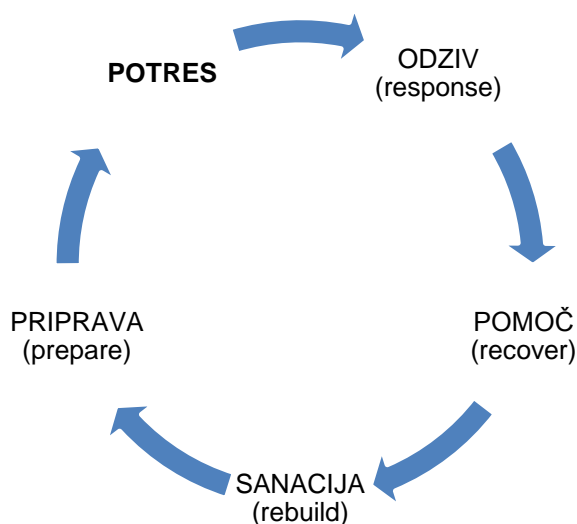 POTRES
ODZIV
(response)
POMOČ
(recover)
SANACIJA
(rebuild)
PRIPRAVA
(prepare)